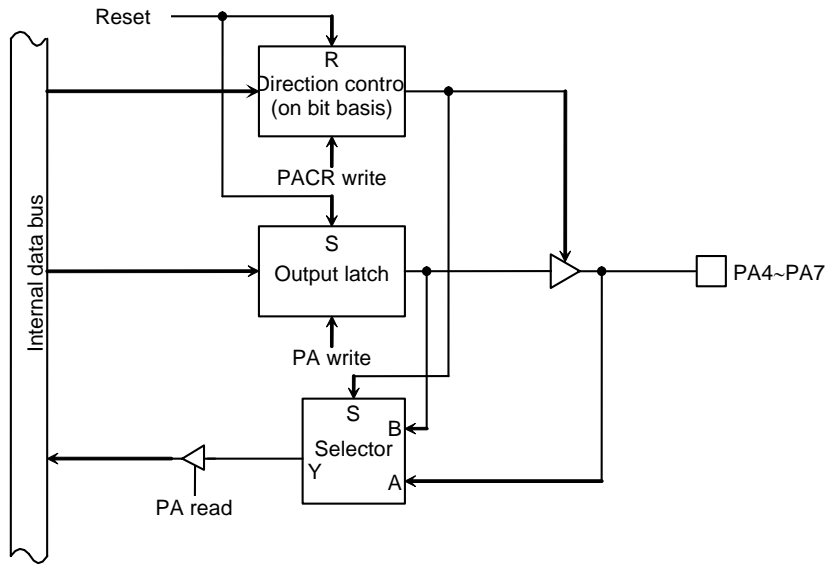 Reset
R
Direction contro
(on bit basis)
PACR write
S
Output latch
PA4~PA7
PA write
Internal data bus
S
B
Selector
Y
A
PA read